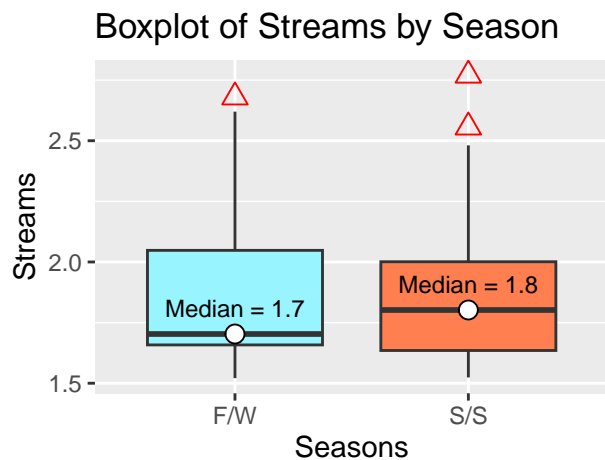 Boxplot of Streams by Season
Streams
2.5
2.0
1.5
Median = 1.7
Median = 1.8
F/W
S/S
Seasons